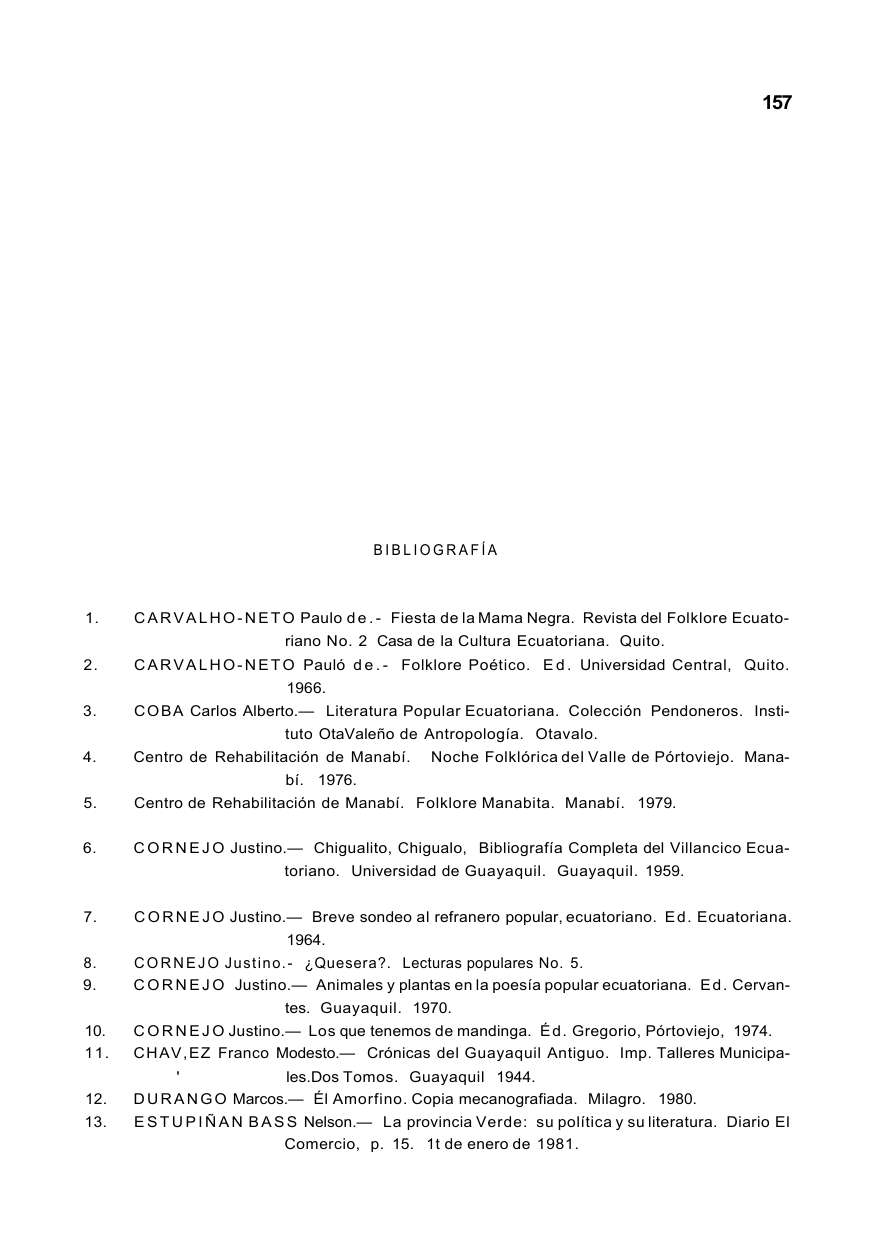 157
BIBLIOGRAFÍA
1. CARVALHO-NETO Paulo de.- Fiesta de la Mama Negra. Revista del Folklore Ecuato-
riano No. 2 Casa de la Cultura Ecuatoriana. Quito.
2. CARVALHO-NETO Pauló de.- Folklore Poético. Ed. Universidad Central, Quito.
1966.
3. COBA Carlos Alberto.— Literatura Popular Ecuatoriana. Colección Pendoneros. Insti-
tuto OtaValeño de Antropología. Otavalo.
4. Centro de Rehabilitación de Manabí. Noche Folklórica del Valle de Pórtoviejo. Mana-
bí. 1976.
5. Centro de Rehabilitación de Manabí. Folklore Manabita. Manabí. 1979.
6. CORNEJO Justino.— Chigualito, Chigualo, Bibliografía Completa del Villancico Ecua-
toriano. Universidad de Guayaquil. Guayaquil. 1959.
7. CORNEJO Justino.— Breve sondeo al refranero popular, ecuatoriano. Ed. Ecuatoriana.
1964.
8. CORNEJO Justino.- ¿Quesera?. Lecturas populares No. 5.
9. CORNEJO Justino.— Animales y plantas en la poesía popular ecuatoriana. Ed. Cervan-
tes. Guayaquil. 1970.
10. CORNEJO Justino.— Los que tenemos de mandinga. Éd. Gregorio, Pórtoviejo, 1974.
11. CHAV,EZ Franco Modesto.— Crónicas del Guayaquil Antiguo. Imp. Talleres Municipa-
' les.Dos Tomos. Guayaquil 1944.
12. DURANGO Marcos.— Él Amorfino. Copia mecanografiada. Milagro. 1980.
13. ESTUPIÑAN BASS Nelson.— La provincia Verde: su política y su literatura. Diario El
Comercio, p. 15. 1t de enero de 1981.